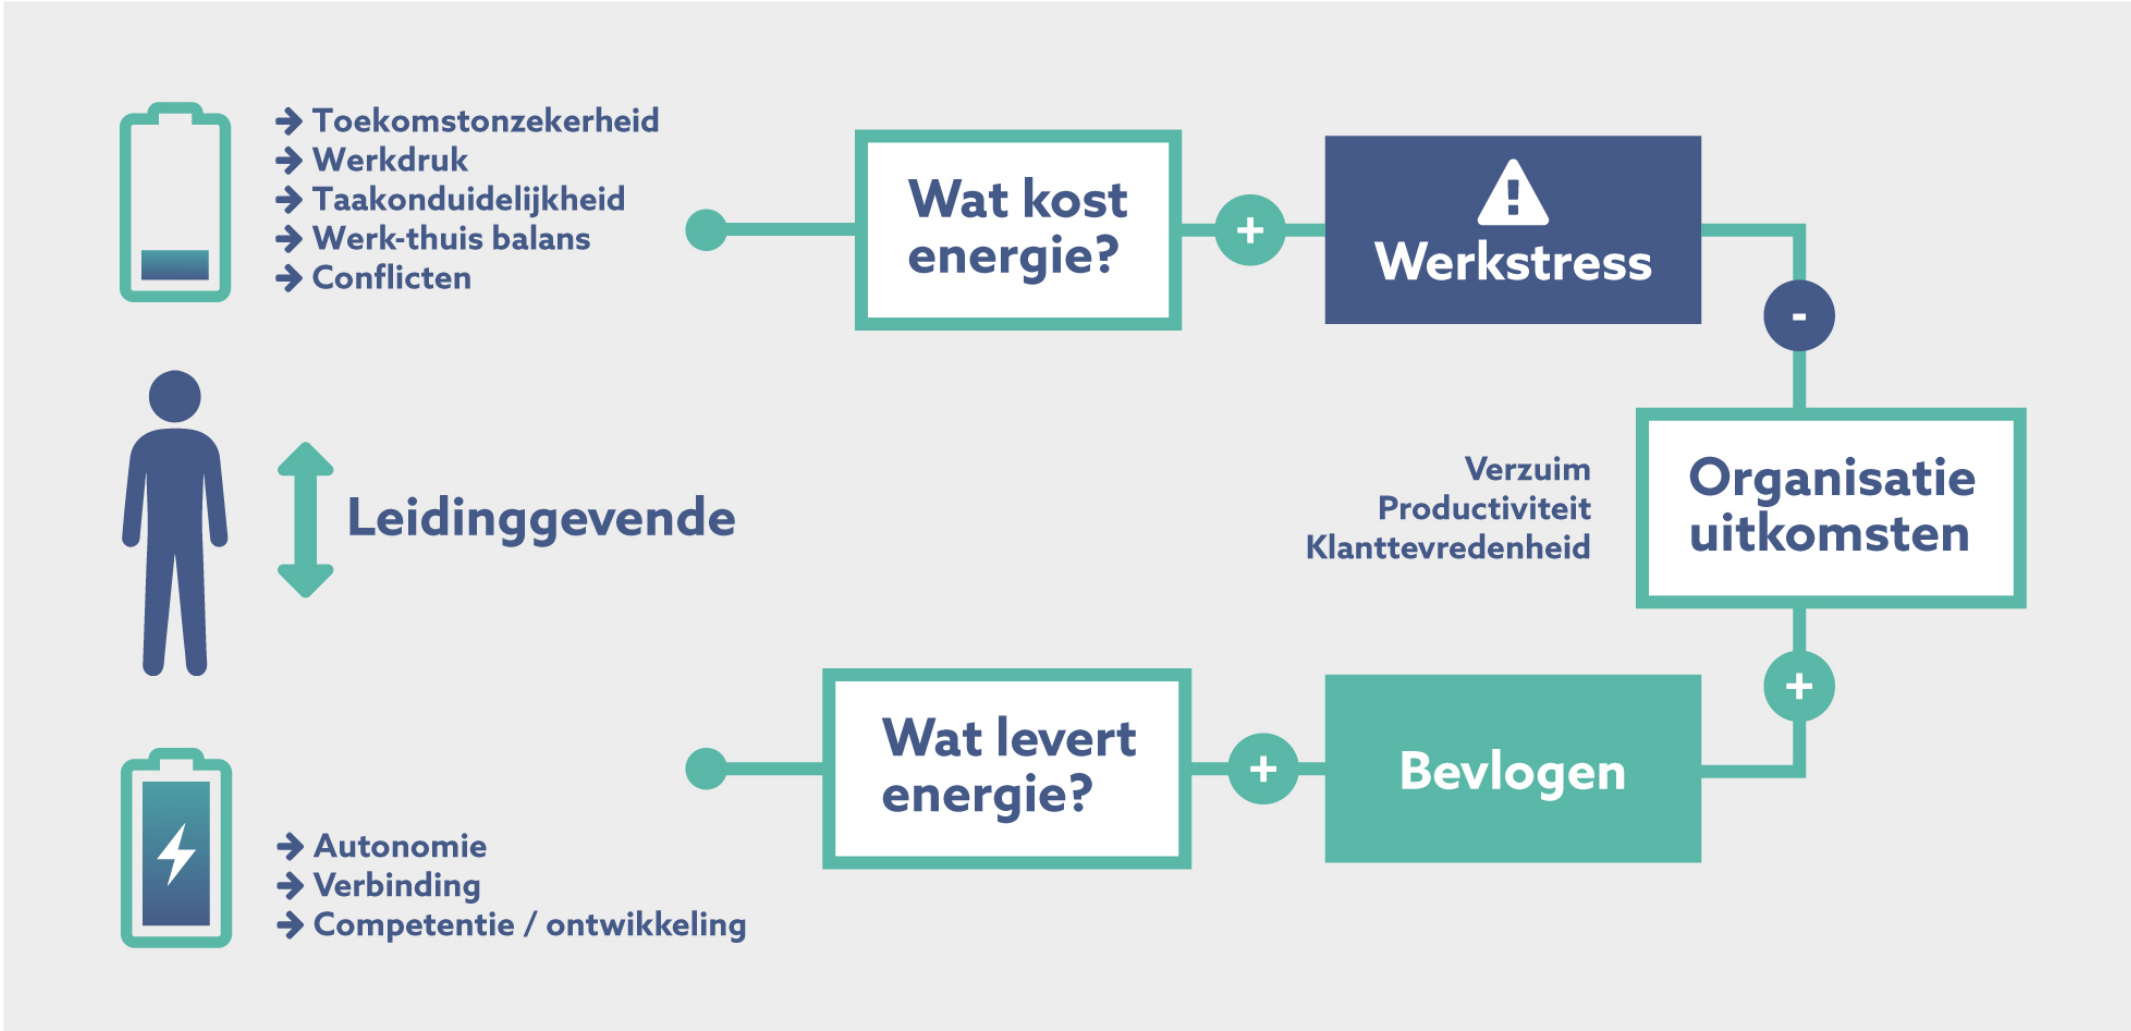 Toekomstonzekerheid
Werkdruk
Taakonduidelijkheid
Werk-thuis balans
Conflicten
Wat kost
energie?
+
Werkstress
-
Leidinggevende
Verzuim
Productiviteit
Klanttevredenheid
Organisatie
uitkomsten
+
Wat levert
energie?
+
Bevlogen
Autonomie
Verbinding
Competentie / ontwikkeling